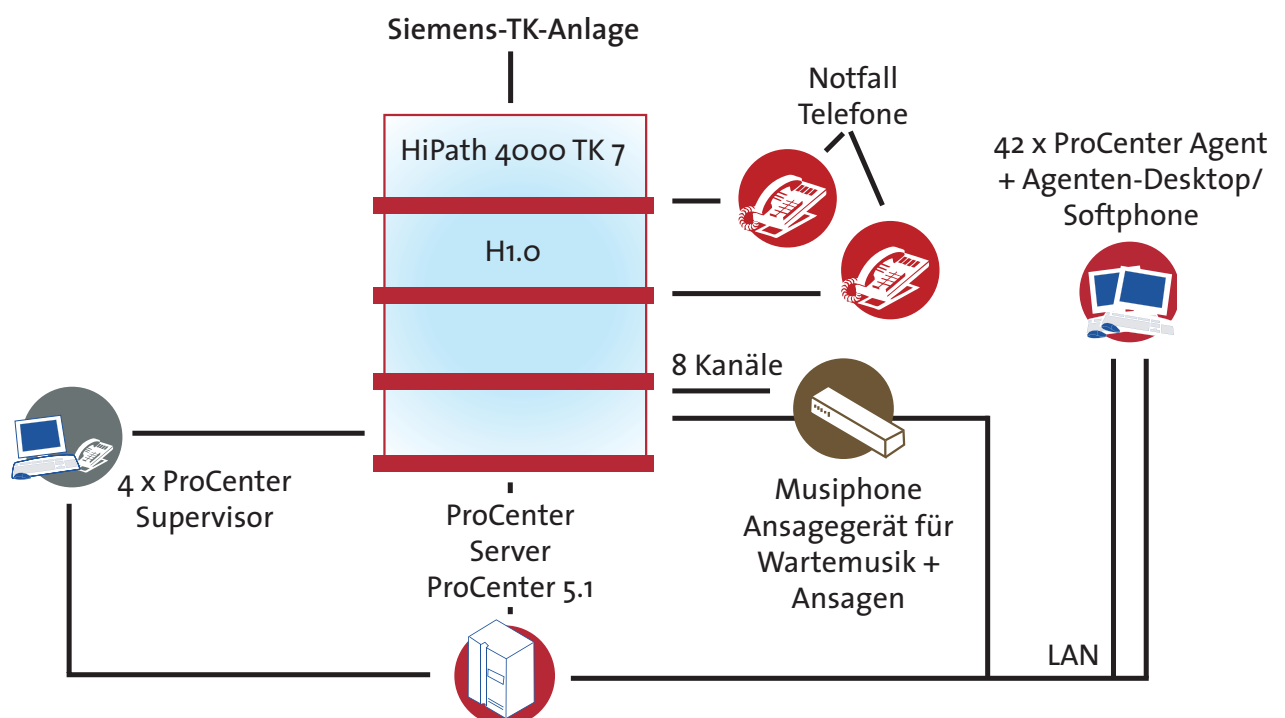 Siemens-TK-Anlage
HiPath 4000 TK 7
H1.0
Notfall
Telefone
42 x ProCenter Agent
+ Agenten-Desktop/
Softphone
8 Kanäle
4 x ProCenter
Supervisor
ProCenter
Server
ProCenter 5.1
Musiphone
Ansagegerät für
Wartemusik +
Ansagen
LAN